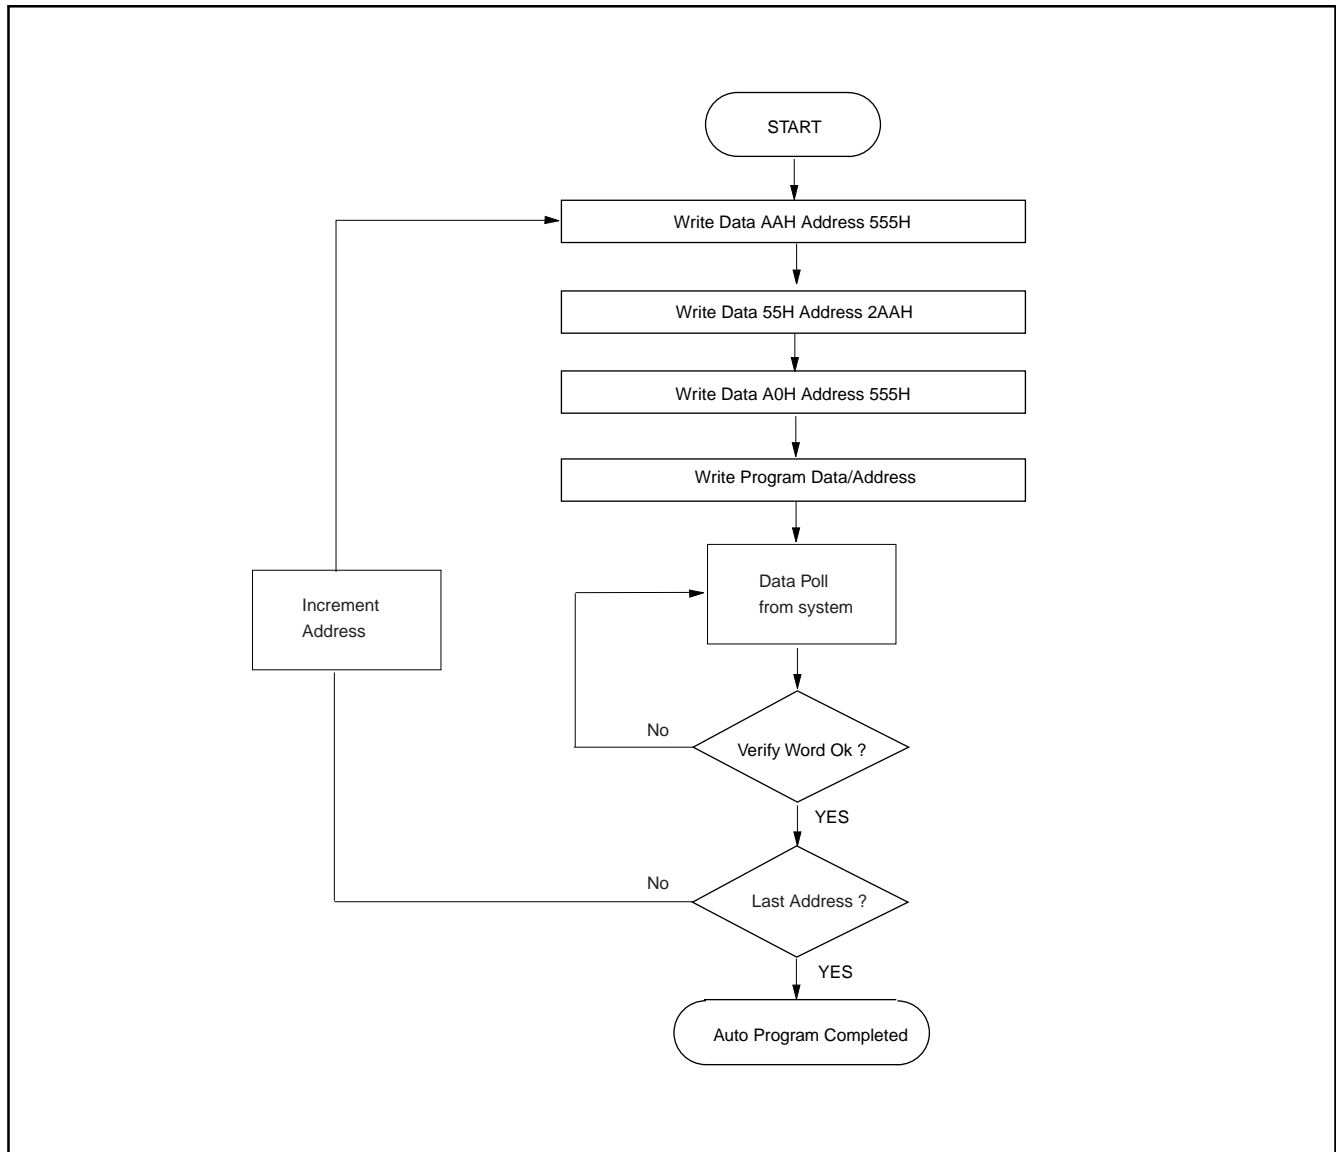 START
Write Data AAH Address 555H
Write Data 55H Address 2AAH
Write Data A0H Address 555H
Write Program Data/Address
Data Poll
from system
Increment
Address
No
Verify Word Ok ?
YES
No
Last Address ?
YES
Auto Program Completed